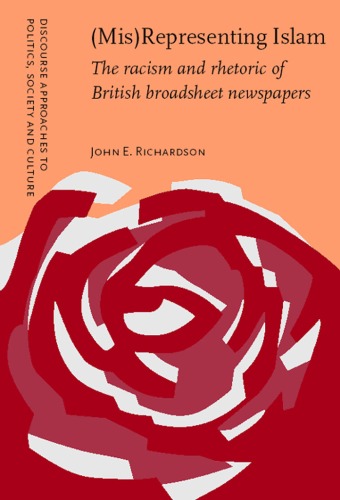 (Mis)Representing Islam
The racism and rhetoric of
British broadsheet newspapers
John E. Richardson
DISCOURSE APPROACHES TO
POLITICS, SOCIETY AND CULTURE